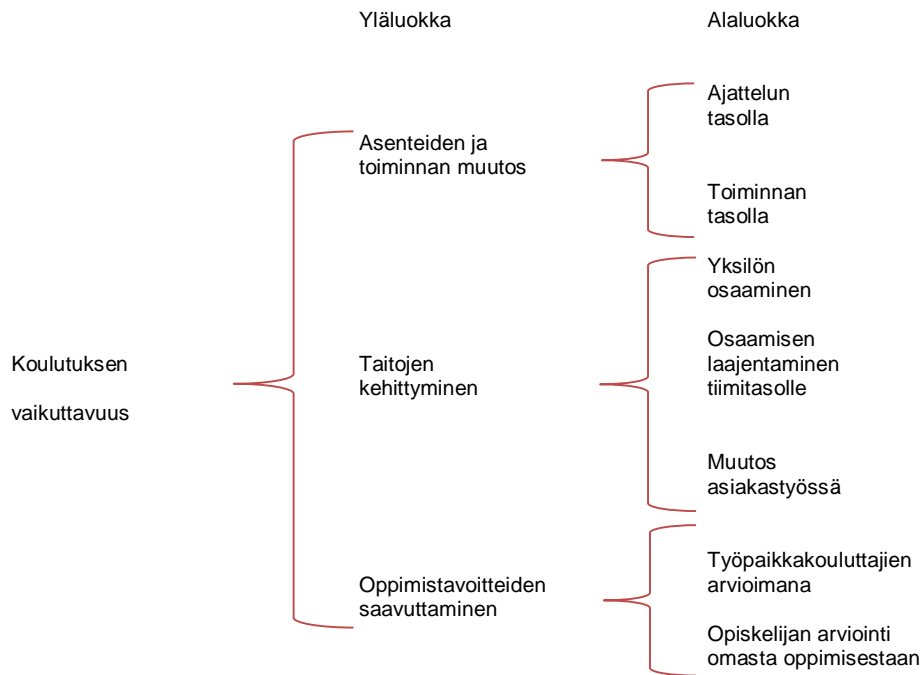 Yläluokka
Alaluokka
Koulutuksen
vaikuttavuus
Asenteiden ja
toiminnan muutos
Ajattelun
tasolla
Toiminnan
tasolla
Taitojen
kehittyminen
Yksilön
osaaminen
Osaamisen
laajentaminen
tiimitasolle
Muutos
asiakastyössä
Oppimistavoitteiden
saavuttaminen
Työpaikkakouluttajien
arvioimana
Opiskelijan arviointi
omasta oppimisestaan